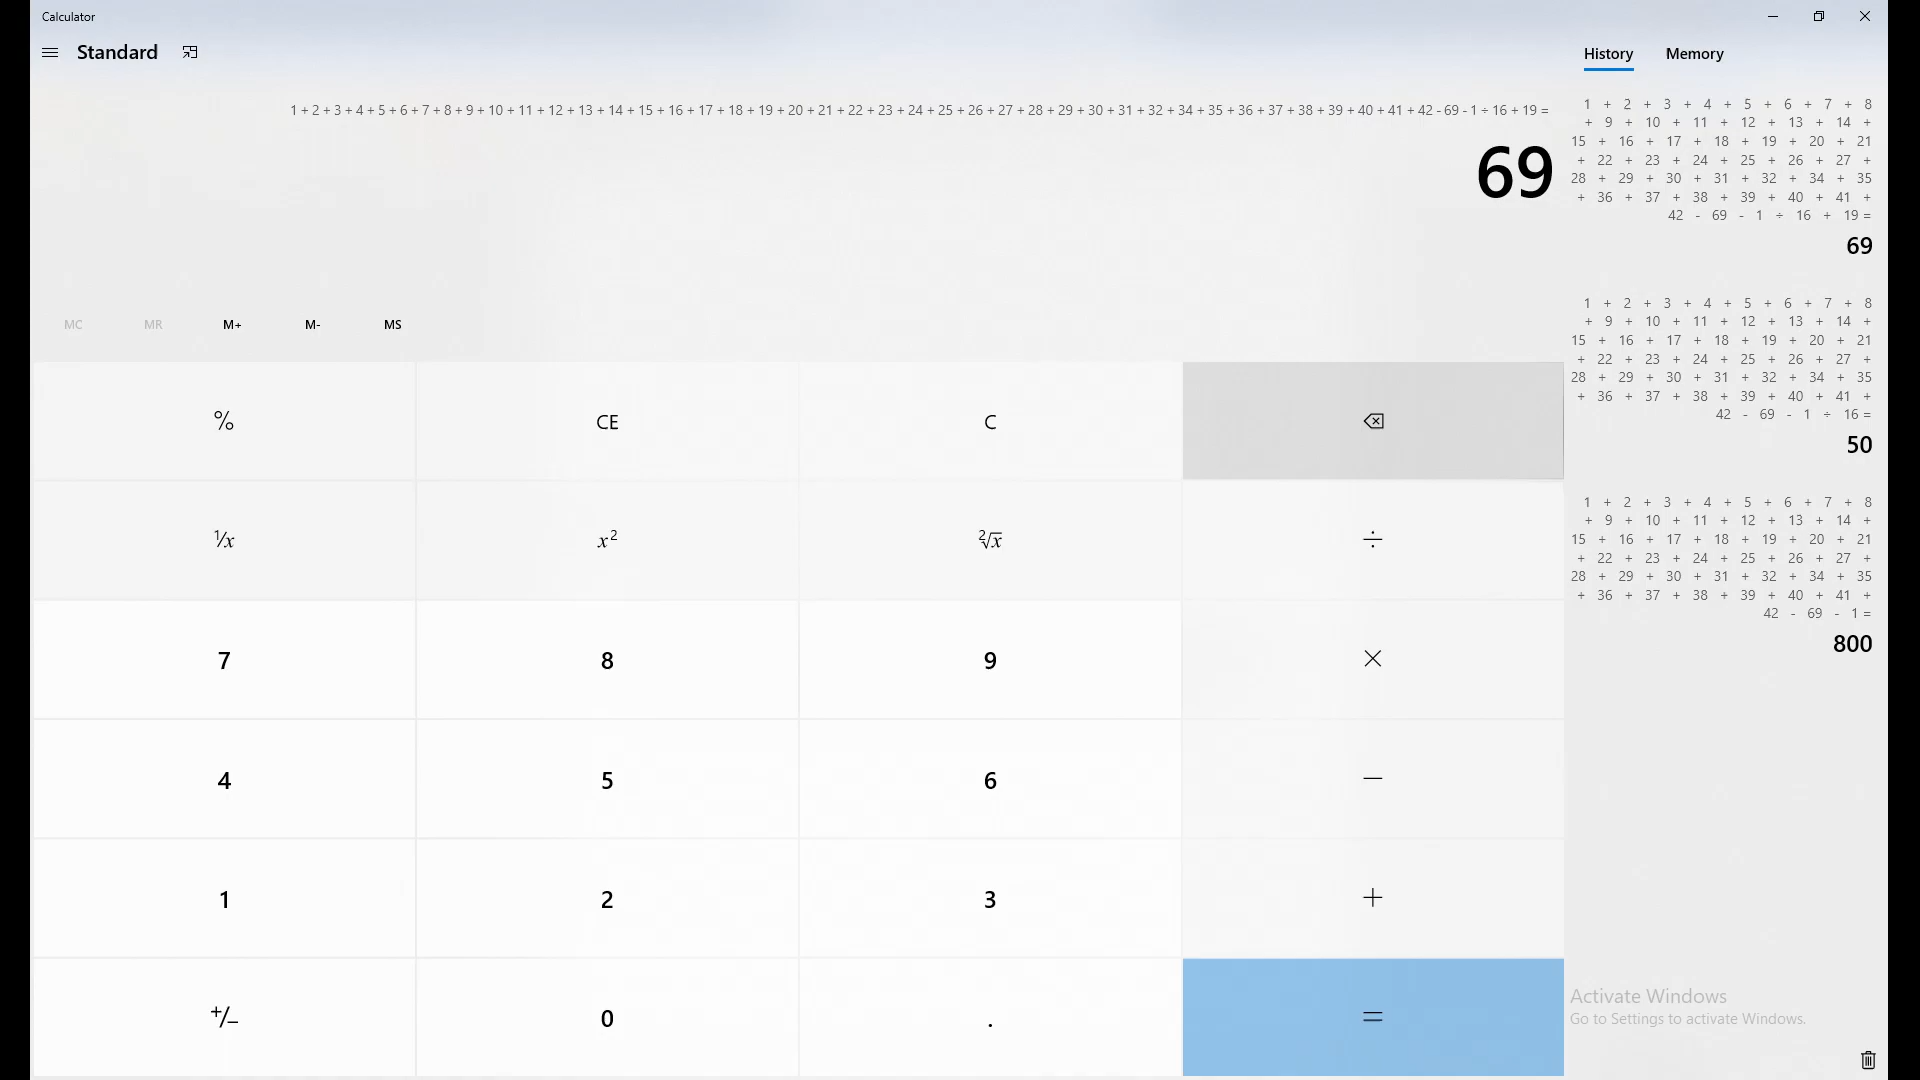 Calculator
Standard
History
Memory
1 + 2 + 3 + 4 + 5 + 6 + 7 + 8 + 9 + 10 + 11 + 12 + 13 + 14 + 15 + 16 + 17 + 18 + 19 + 20 + 21 + 22 + 23 + 24 + 25 + 26 + 27 + 28 + 29 + 30 + 31 + 32 + 34 + 35 + 36 + 37 + 38 + 39 + 40 + 41 + 42 - 69 - 1 ÷ 16 + 19 =
69
MC MR M+ M- MS
% CE C
¹/x x² ²√x ÷
7 8 9 ×
4 5 6 −
1 2 3 +
+/− 0 . =
1 + 2 + 3 + 4 + 5 + 6 + 7 + 8
+ 9 + 10 + 11 + 12 + 13 + 14 +
15 + 16 + 17 + 18 + 19 + 20 + 21
+ 22 + 23 + 24 + 25 + 26 + 27 +
28 + 29 + 30 + 31 + 32 + 34 + 35
+ 36 + 37 + 38 + 39 + 40 + 41 +
42 - 69 - 1 ÷ 16 + 19 =
69
1 + 2 + 3 + 4 + 5 + 6 + 7 + 8
+ 9 + 10 + 11 + 12 + 13 + 14 +
15 + 16 + 17 + 18 + 19 + 20 + 21
+ 22 + 23 + 24 + 25 + 26 + 27 +
28 + 29 + 30 + 31 + 32 + 34 + 35
+ 36 + 37 + 38 + 39 + 40 + 41 +
42 - 69 - 1 ÷ 16 =
50
1 + 2 + 3 + 4 + 5 + 6 + 7 + 8
+ 9 + 10 + 11 + 12 + 13 + 14 +
15 + 16 + 17 + 18 + 19 + 20 + 21
+ 22 + 23 + 24 + 25 + 26 + 27 +
28 + 29 + 30 + 31 + 32 + 34 + 35
+ 36 + 37 + 38 + 39 + 40 + 41 +
42 - 69 - 1 =
800
Activate Windows
Go to Settings to activate Windows.